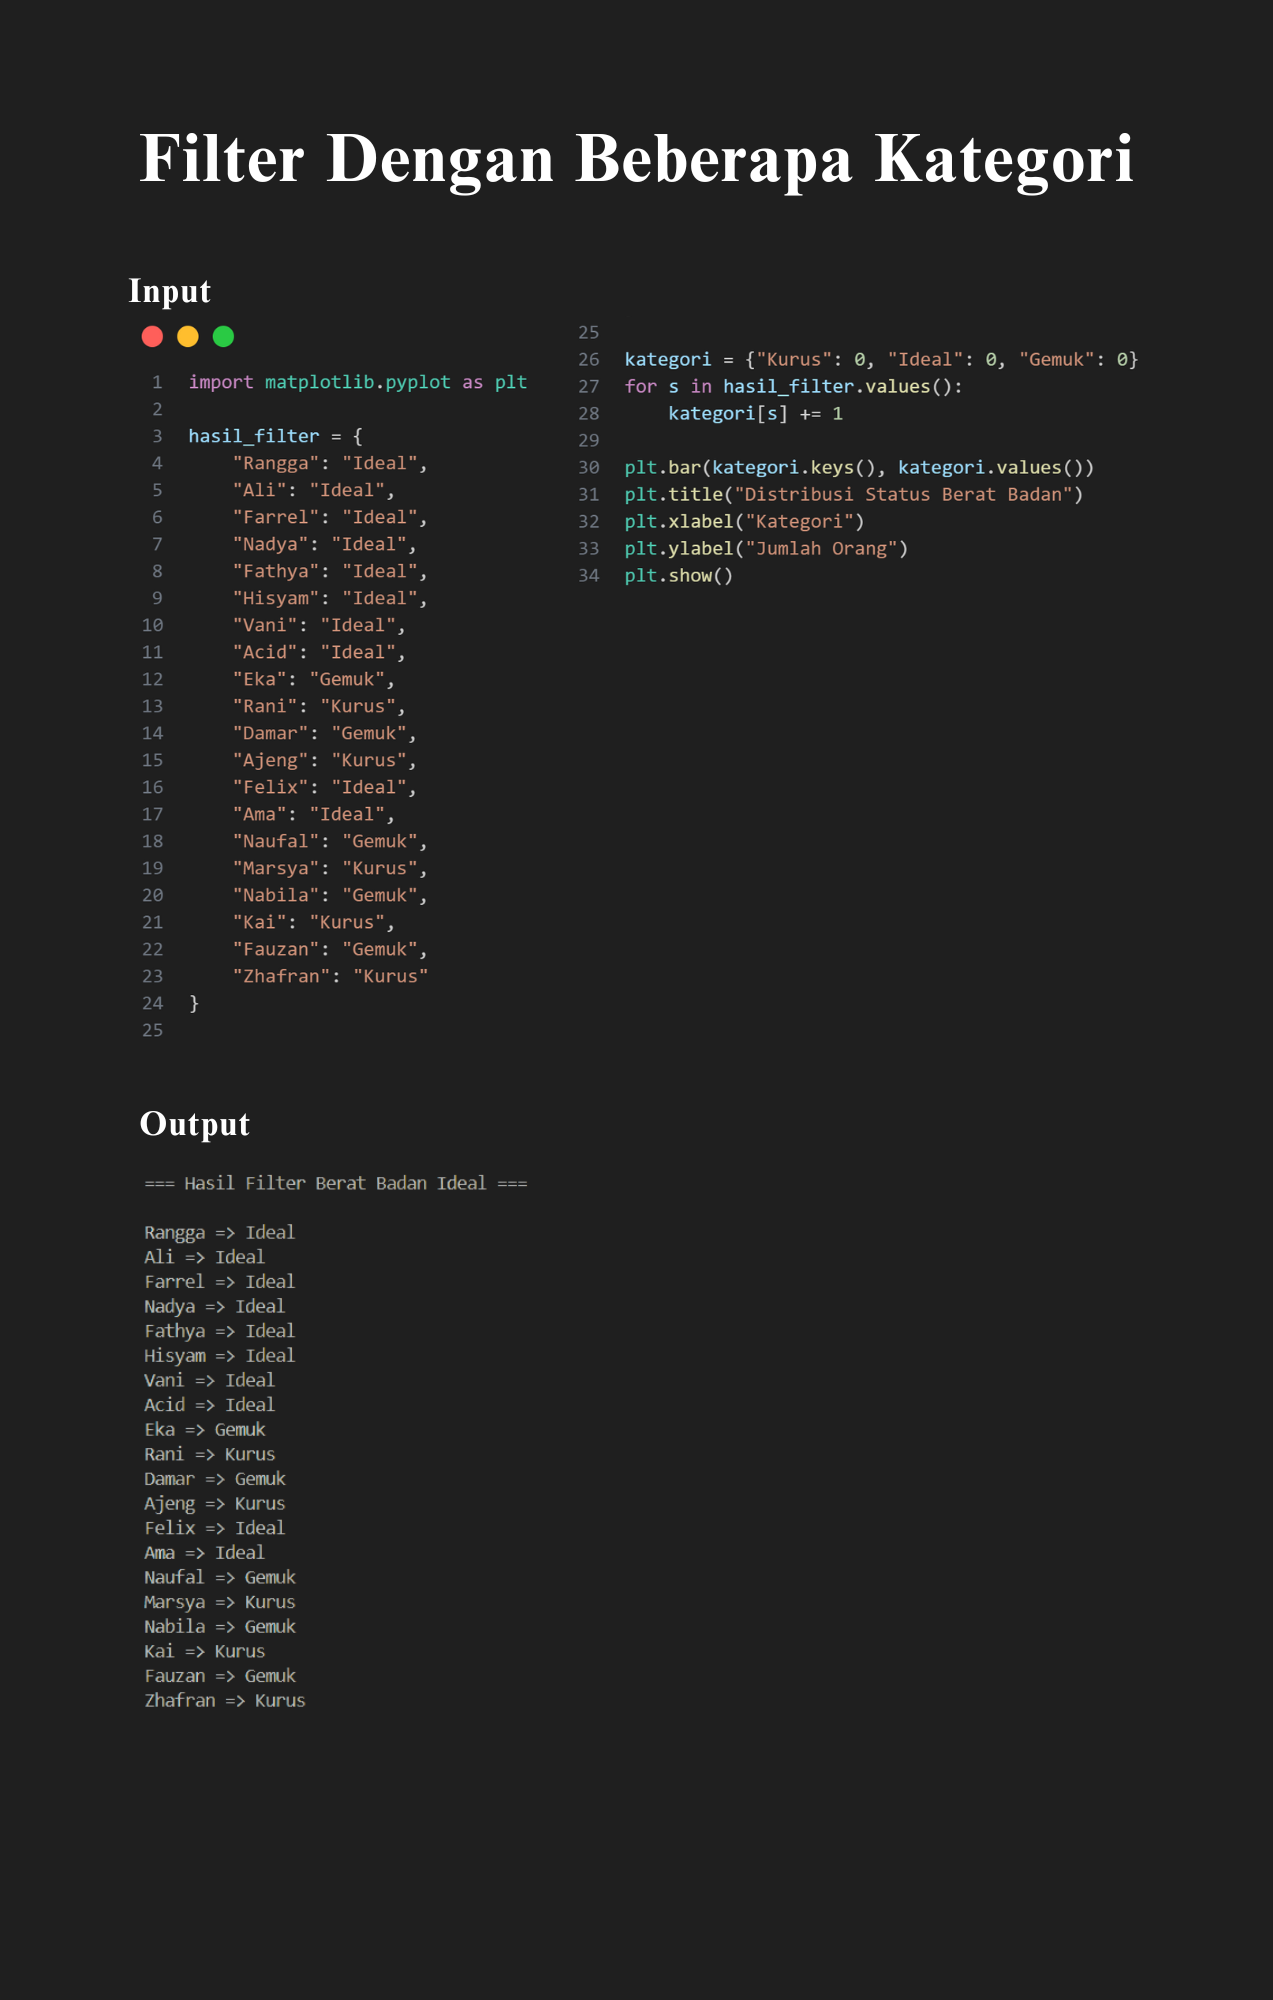 Filter Dengan Beberapa Kategori
Input
1 import matplotlib.pyplot as plt
2
3 hasil_filter = {
4     "Rangga": "Ideal",
5     "Ali": "Ideal",
6     "Farrel": "Ideal",
7     "Nadya": "Ideal",
8     "Fathya": "Ideal",
9     "Hisyam": "Ideal",
10     "Vani": "Ideal",
11     "Acid": "Ideal",
12     "Eka": "Gemuk",
13     "Rani": "Kurus",
14     "Damar": "Gemuk",
15     "Ajeng": "Kurus",
16     "Felix": "Ideal",
17     "Ama": "Ideal",
18     "Naufal": "Gemuk",
19     "Marsya": "Kurus",
20     "Nabila": "Gemuk",
21     "Kai": "Kurus",
22     "Fauzan": "Gemuk",
23     "Zhafran": "Kurus"
24 }
25
25
26 kategori = {"Kurus": 0, "Ideal": 0, "Gemuk": 0}
27 for s in hasil_filter.values():
28     kategori[s] += 1
29
30 plt.bar(kategori.keys(), kategori.values())
31 plt.title("Distribusi Status Berat Badan")
32 plt.xlabel("Kategori")
33 plt.ylabel("Jumlah Orang")
34 plt.show()
Output
=== Hasil Filter Berat Badan Ideal ===
Rangga => Ideal
Ali => Ideal
Farrel => Ideal
Nadya => Ideal
Fathya => Ideal
Hisyam => Ideal
Vani => Ideal
Acid => Ideal
Eka => Gemuk
Rani => Kurus
Damar => Gemuk
Ajeng => Kurus
Felix => Ideal
Ama => Ideal
Naufal => Gemuk
Marsya => Kurus
Nabila => Gemuk
Kai => Kurus
Fauzan => Gemuk
Zhafran => Kurus